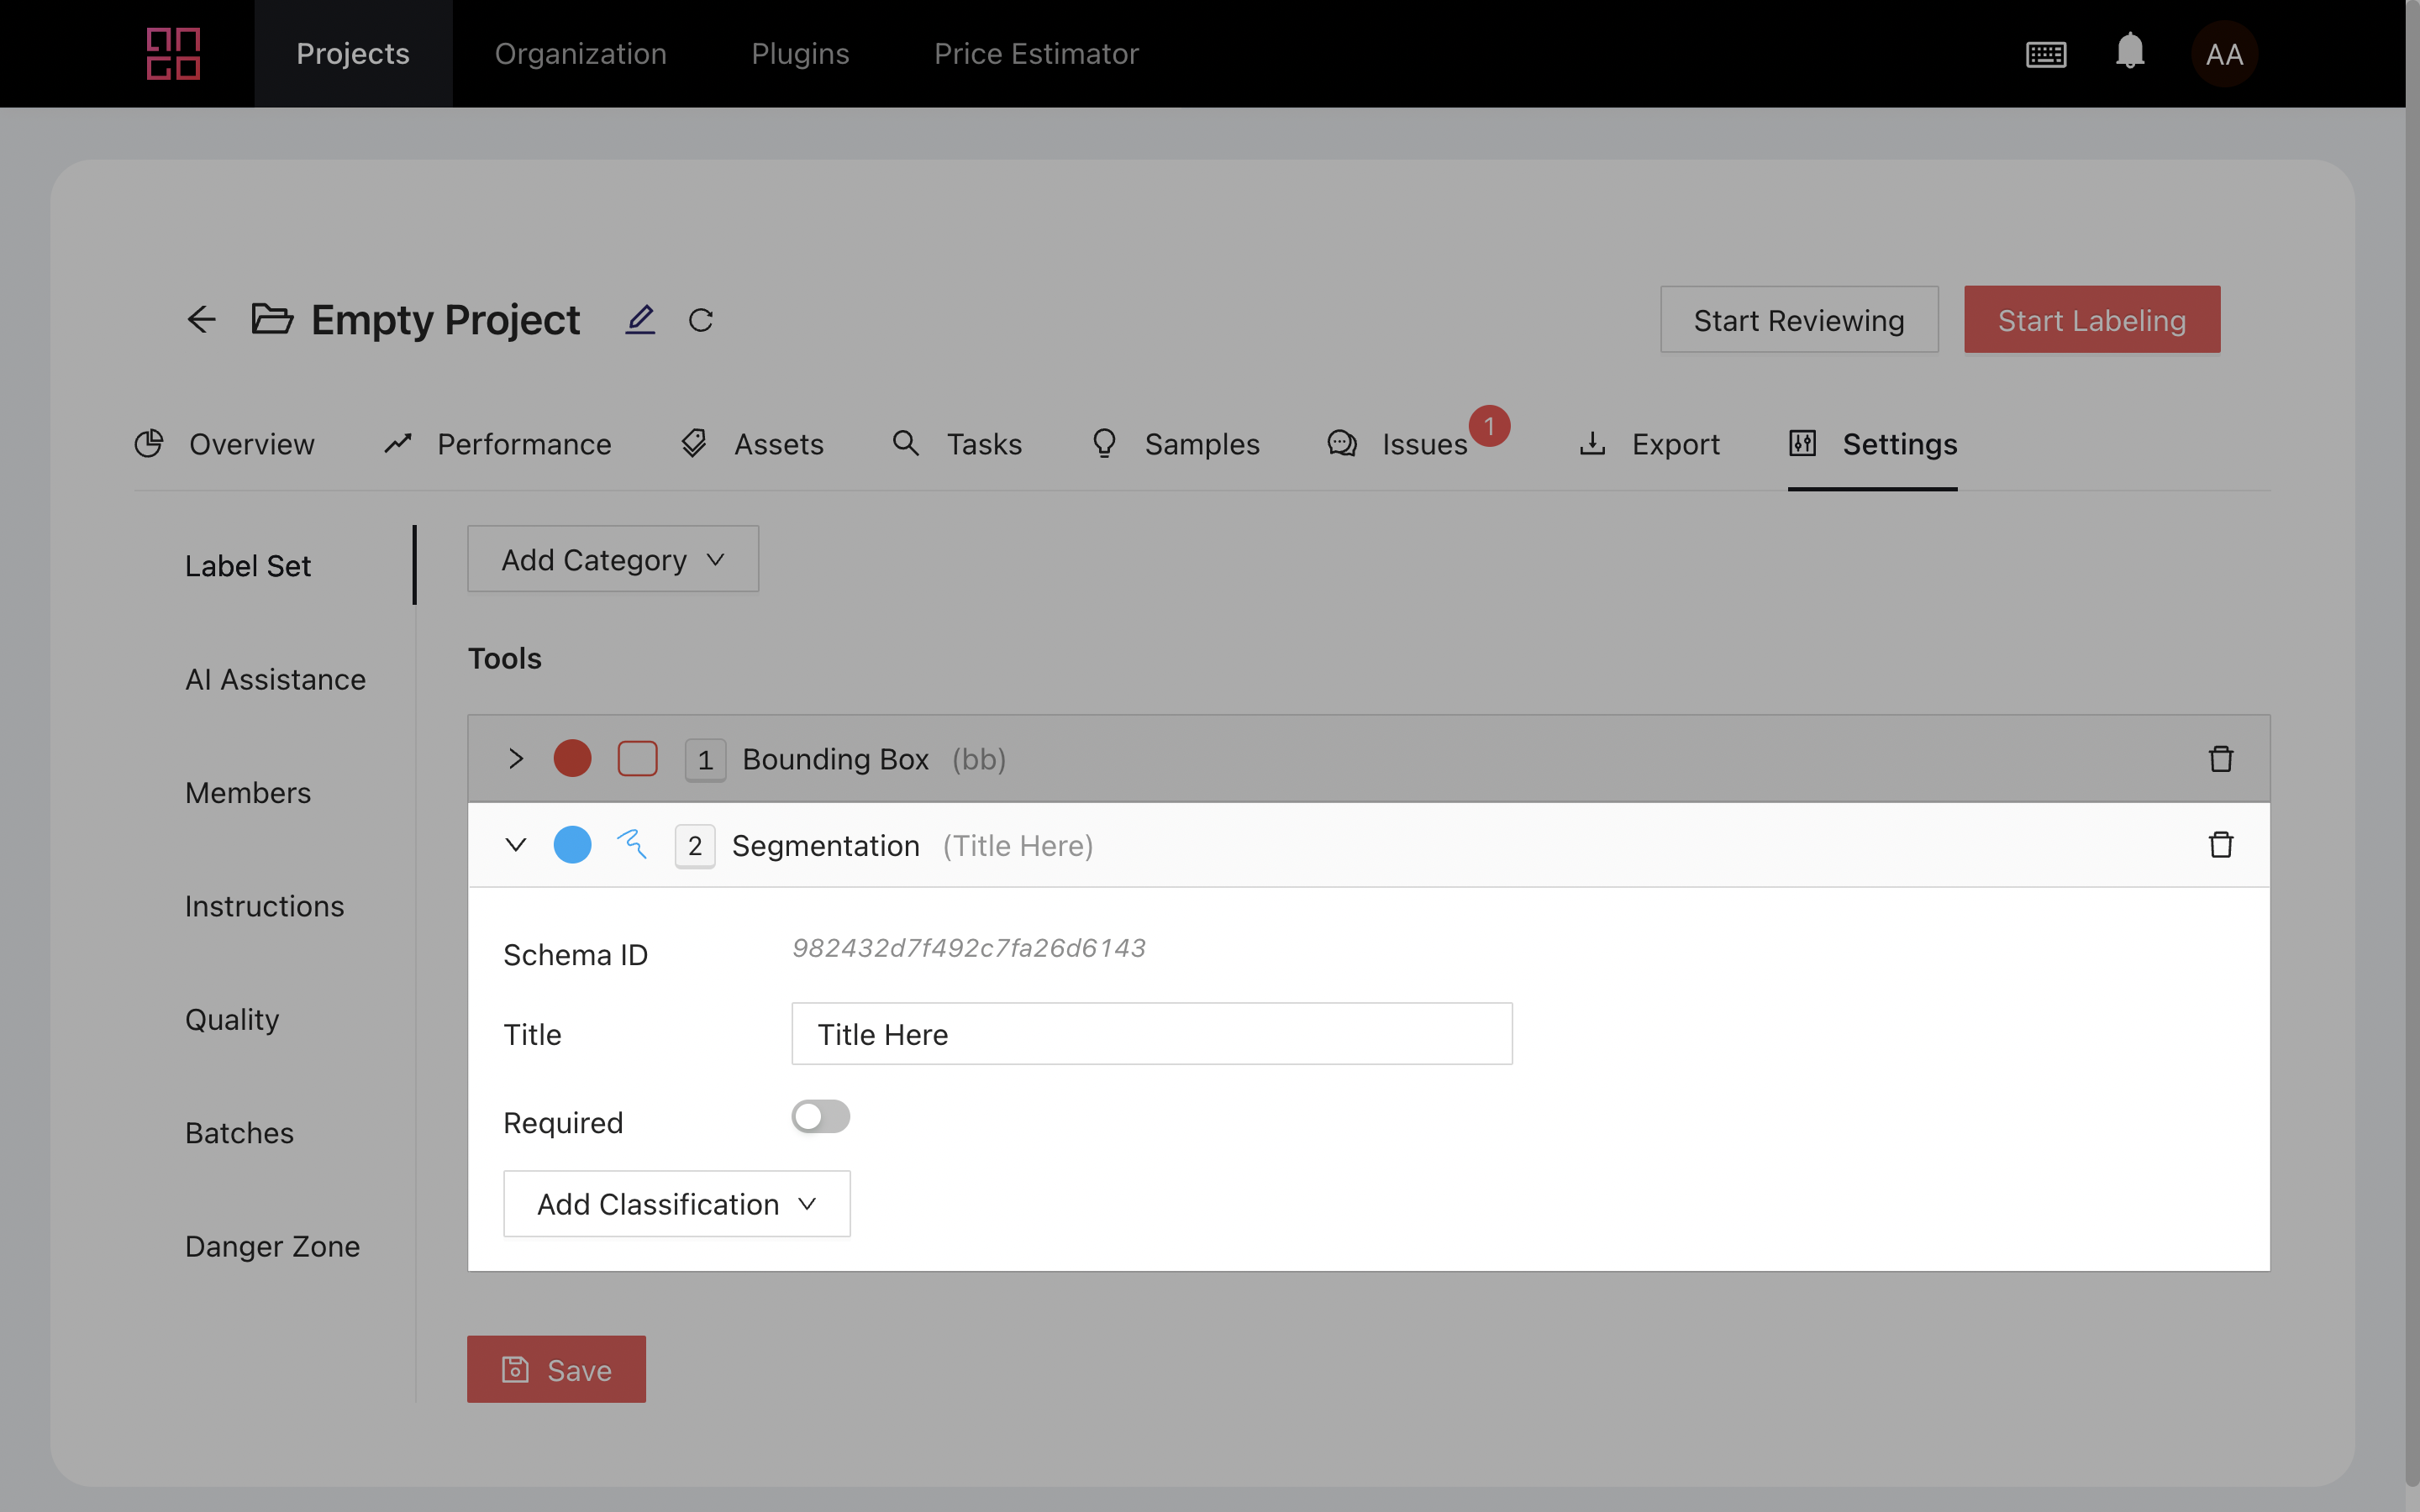 Projects Organization Plugins Price Estimator AA
Empty Project Start Reviewing Start Labeling
Overview Performance Assets Tasks Samples Issues 1 Export Settings
Label Set
AI Assistance
Members
Instructions
Quality
Batches
Danger Zone
Add Category
Tools
1 Bounding Box (bb)
2 Segmentation (Title Here)
Schema ID 982432d7f492c7fa26d6143
Title Title Here
Required
Add Classification
Save